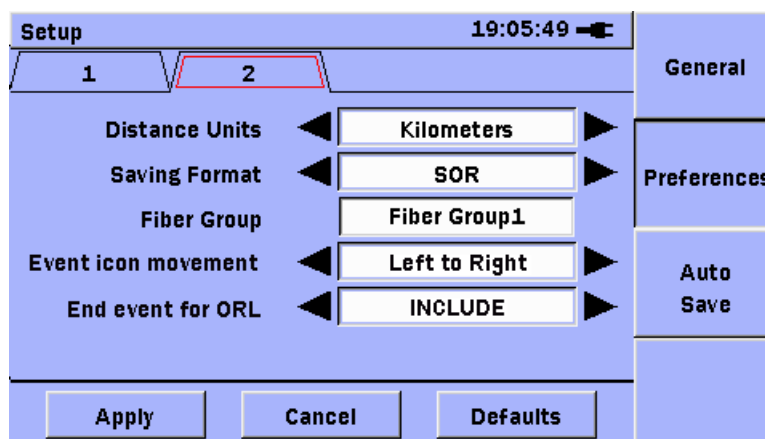 Setup 19:05:49
1 2
Distance Units Kilometers
Saving Format SOR
Fiber Group Fiber Group1
Event icon movement Left to Right
End event for ORL INCLUDE
Apply Cancel Defaults
General
Preferences
Auto
Save